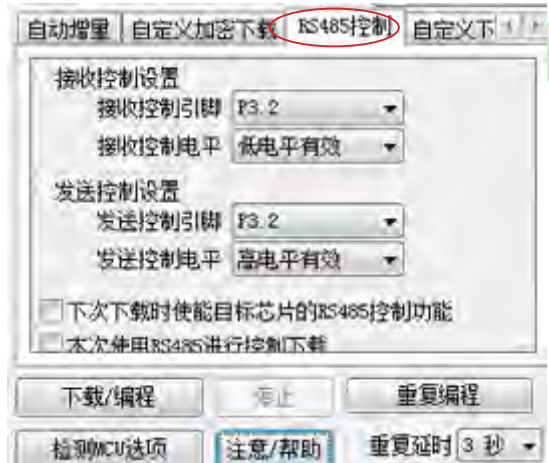 自动增量 自定义加密下载 RS485控制 自定义下
接收控制设置
接收控制引脚 P3.2
接收控制电平 低电平有效
发送控制设置
发送控制引脚 P3.2
发送控制电平 高电平有效
下次下载时使能目标芯片的RS485控制功能
本次使用RS485进行控制下载
下载/编程 停止 重复编程
检测MCU选项 注意/帮助 重复延时 3 秒